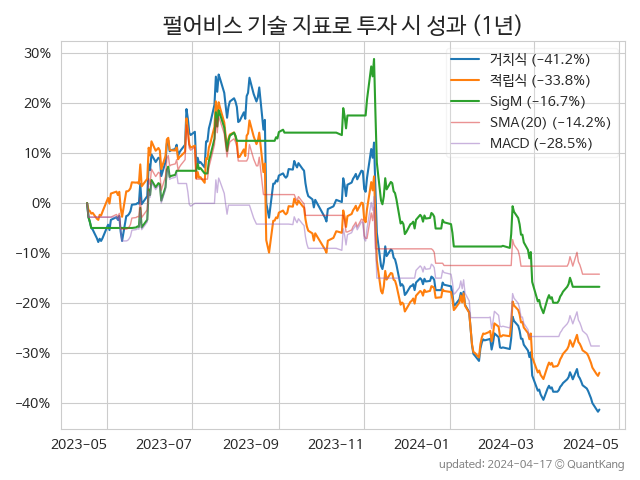 펄어비스 기술 지표로 투자 시 성과 (1년)
30%
20%
10%
0%
−10%
−20%
−30%
−40%
거치식 (−41.2%)
적립식 (−33.8%)
SigM (−16.7%)
SMA(20) (−14.2%)
MACD (−28.5%)
2023-05 2023-07 2023-09 2023-11 2024-01 2024-03 2024-05
updated: 2024-04-17 © QuantKang